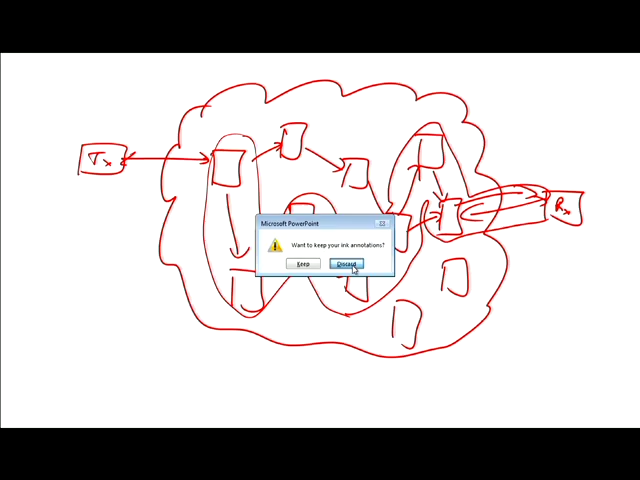 Tx
Rx
Microsoft PowerPoint
Want to keep your ink annotations?
Keep
Discard